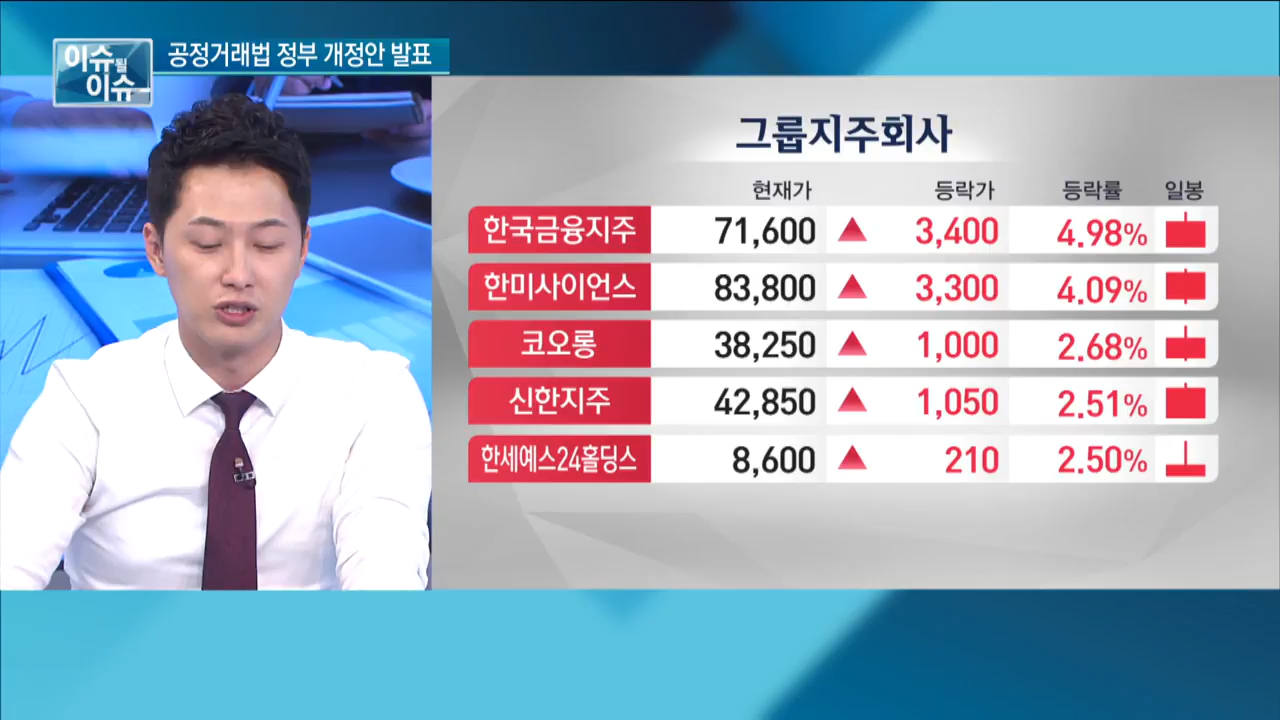 이슈될
이슈
공정거래법 정부 개정안 발표
그룹지주회사
현재가 등락가 등락률 일봉
한국금융지주 71,600 ▲ 3,400 4.98%
한미사이언스 83,800 ▲ 3,300 4.09%
코오롱 38,250 ▲ 1,000 2.68%
신한지주 42,850 ▲ 1,050 2.51%
한세예스24홀딩스 8,600 ▲ 210 2.50%